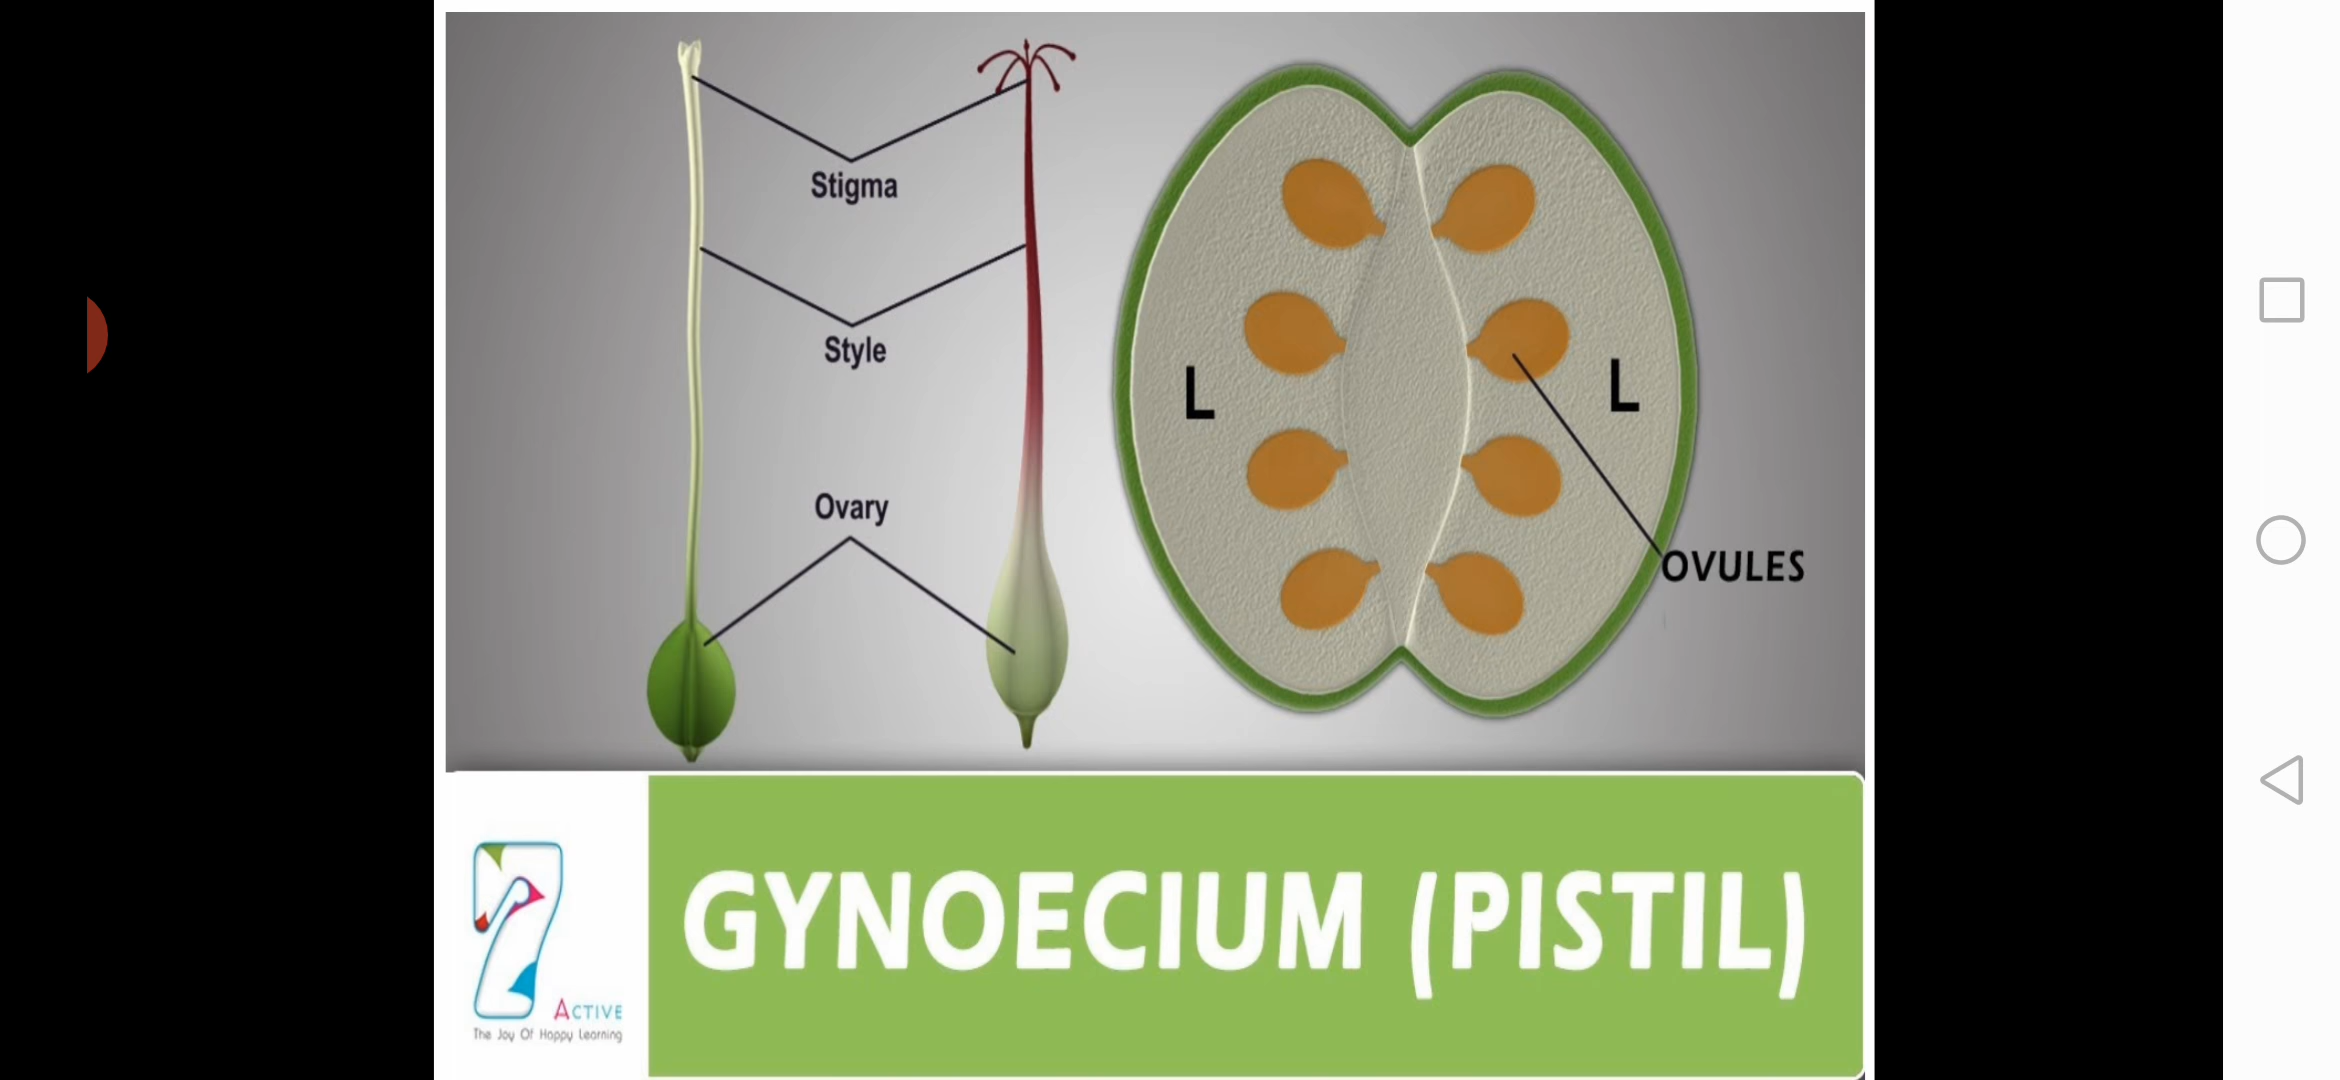 Stigma
Style
Ovary
L
L
OVULES
ACTIVE
The Joy Of Happy Learning
GYNOECIUM (PISTIL)